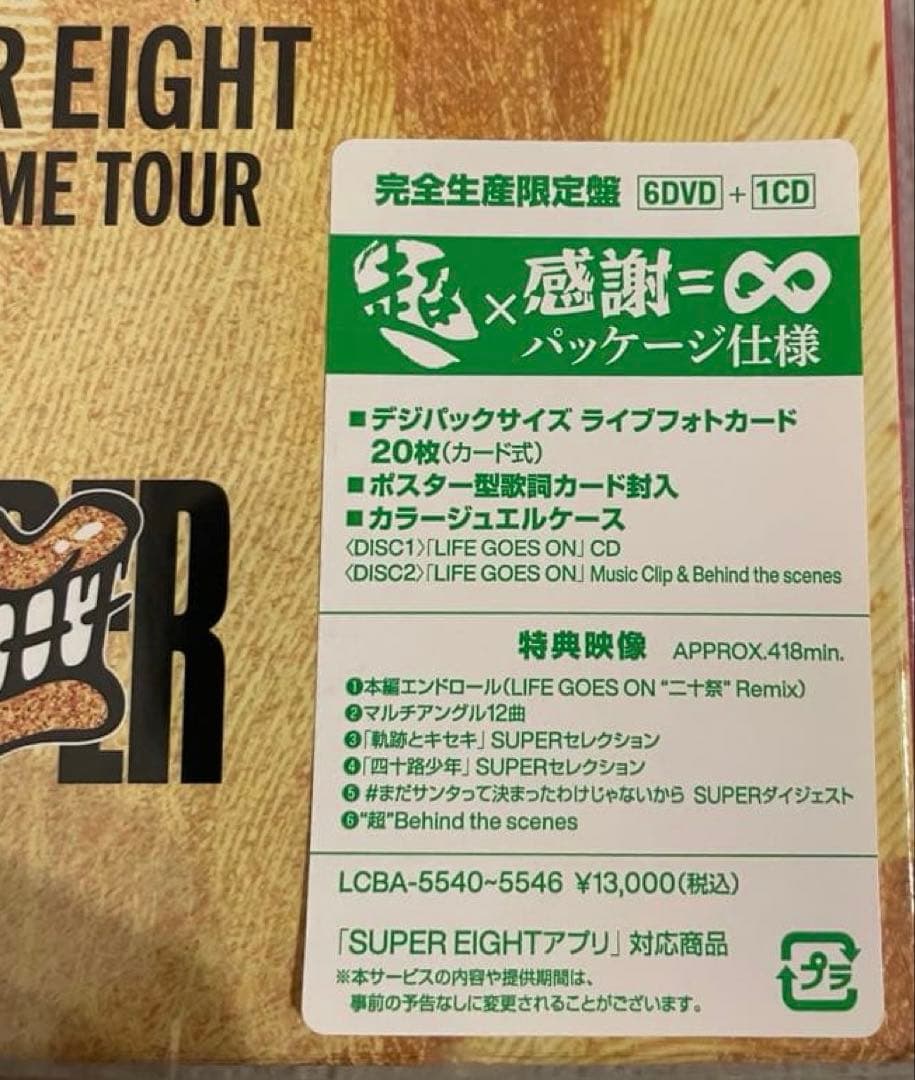 R EIGHT
ME TOUR
完全生産限定盤 6DVD+1CD
×感謝=∞
パッケージ仕様
■デジパックサイズ ライブフォトカード
20枚(カード式)
■ポスター型歌詞カード封入
■カラージュエルケース
〈DISC1〉「LIFE GOES ON」CD
〈DISC2〉「LIFE GOES ON」Music Clip & Behind the scenes
特典映像 APPROX.418min.
❶本編エンドロール(LIFE GOES ON “二十祭” Remix)
❷マルチアングル12曲
❸「軌跡とキセキ」SUPERセレクション
❹「四十路少年」SUPERセレクション
❺#まだサンタって決まったわけじゃないから SUPERダイジェスト
❻“超”Behind the scenes
LCBA-5540~5546 ¥13,000(税込)
「SUPER EIGHTアプリ」対応商品
※本サービスの内容や提供期間は、
事前の予告なしに変更されることがございます。
プラ